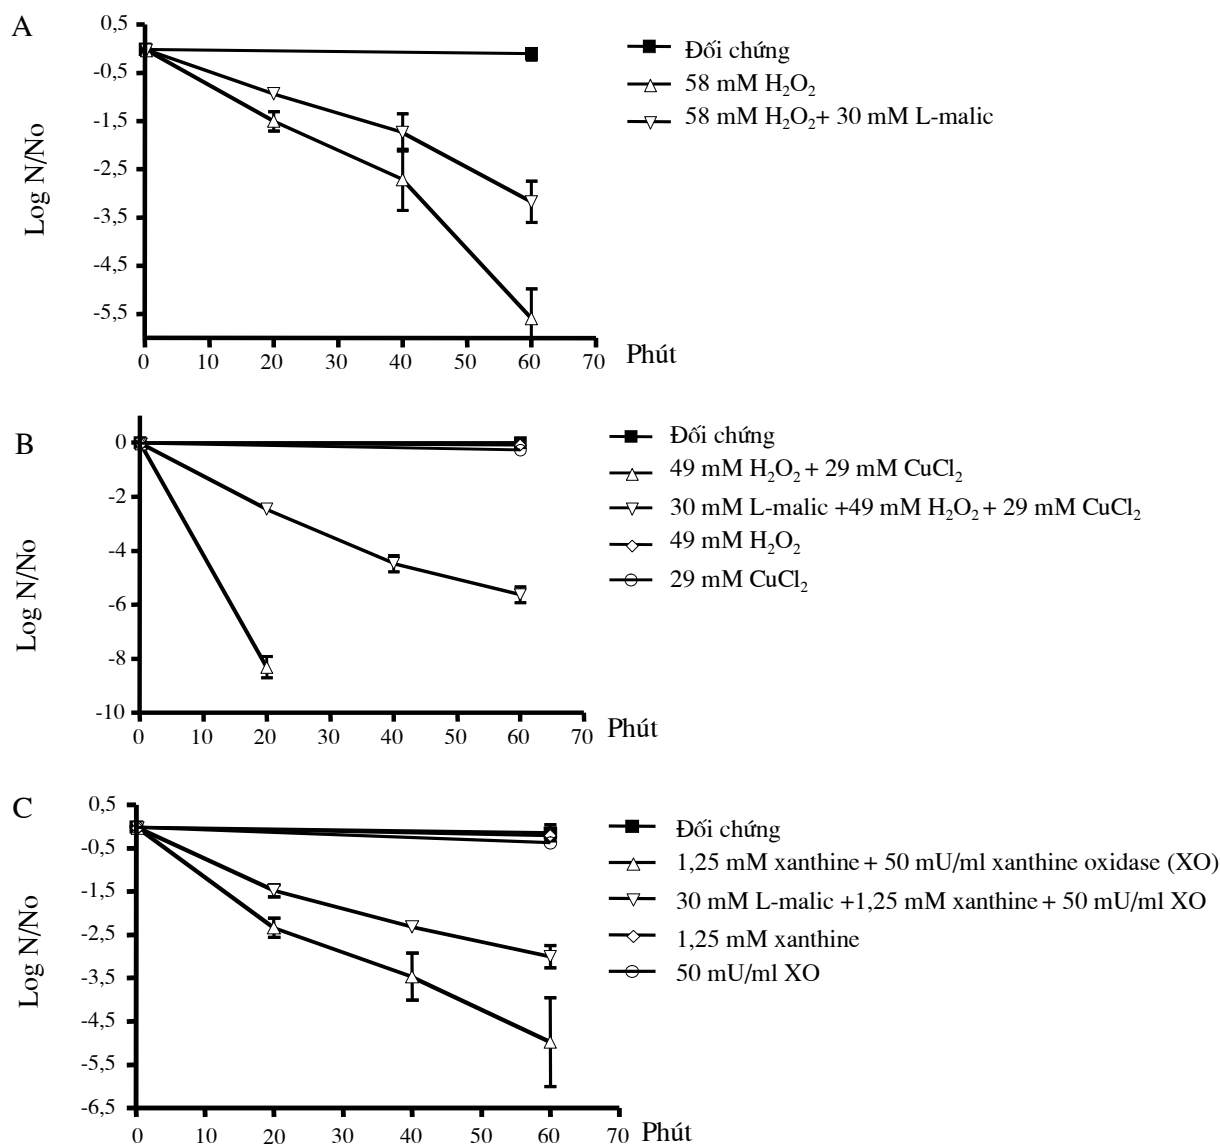 A
0,5
-0,5
-1,5
-2,5
-3,5
-4,5
-5,5
Log N/No
0 10 20 30 40 50 60 70
Phút
Đối chứng
58 mM H₂O₂
58 mM H₂O₂+ 30 mM L-malic
B
0
-2
-4
-6
-8
-10
Log N/No
0 10 20 30 40 50 60 70
Phút
Đối chứng
49 mM H₂O₂ + 29 mM CuCl₂
30 mM L-malic +49 mM H₂O₂ + 29 mM CuCl₂
49 mM H₂O₂
29 mM CuCl₂
C
0,5
-0,5
-1,5
-2,5
-3,5
-4,5
-5,5
-6,5
Log N/No
0 10 20 30 40 50 60 70
Phút
Đối chứng
1,25 mM xanthine + 50 mU/ml xanthine oxidase (XO)
30 mM L-malic +1,25 mM xanthine + 50 mU/ml XO
1,25 mM xanthine
50 mU/ml XO